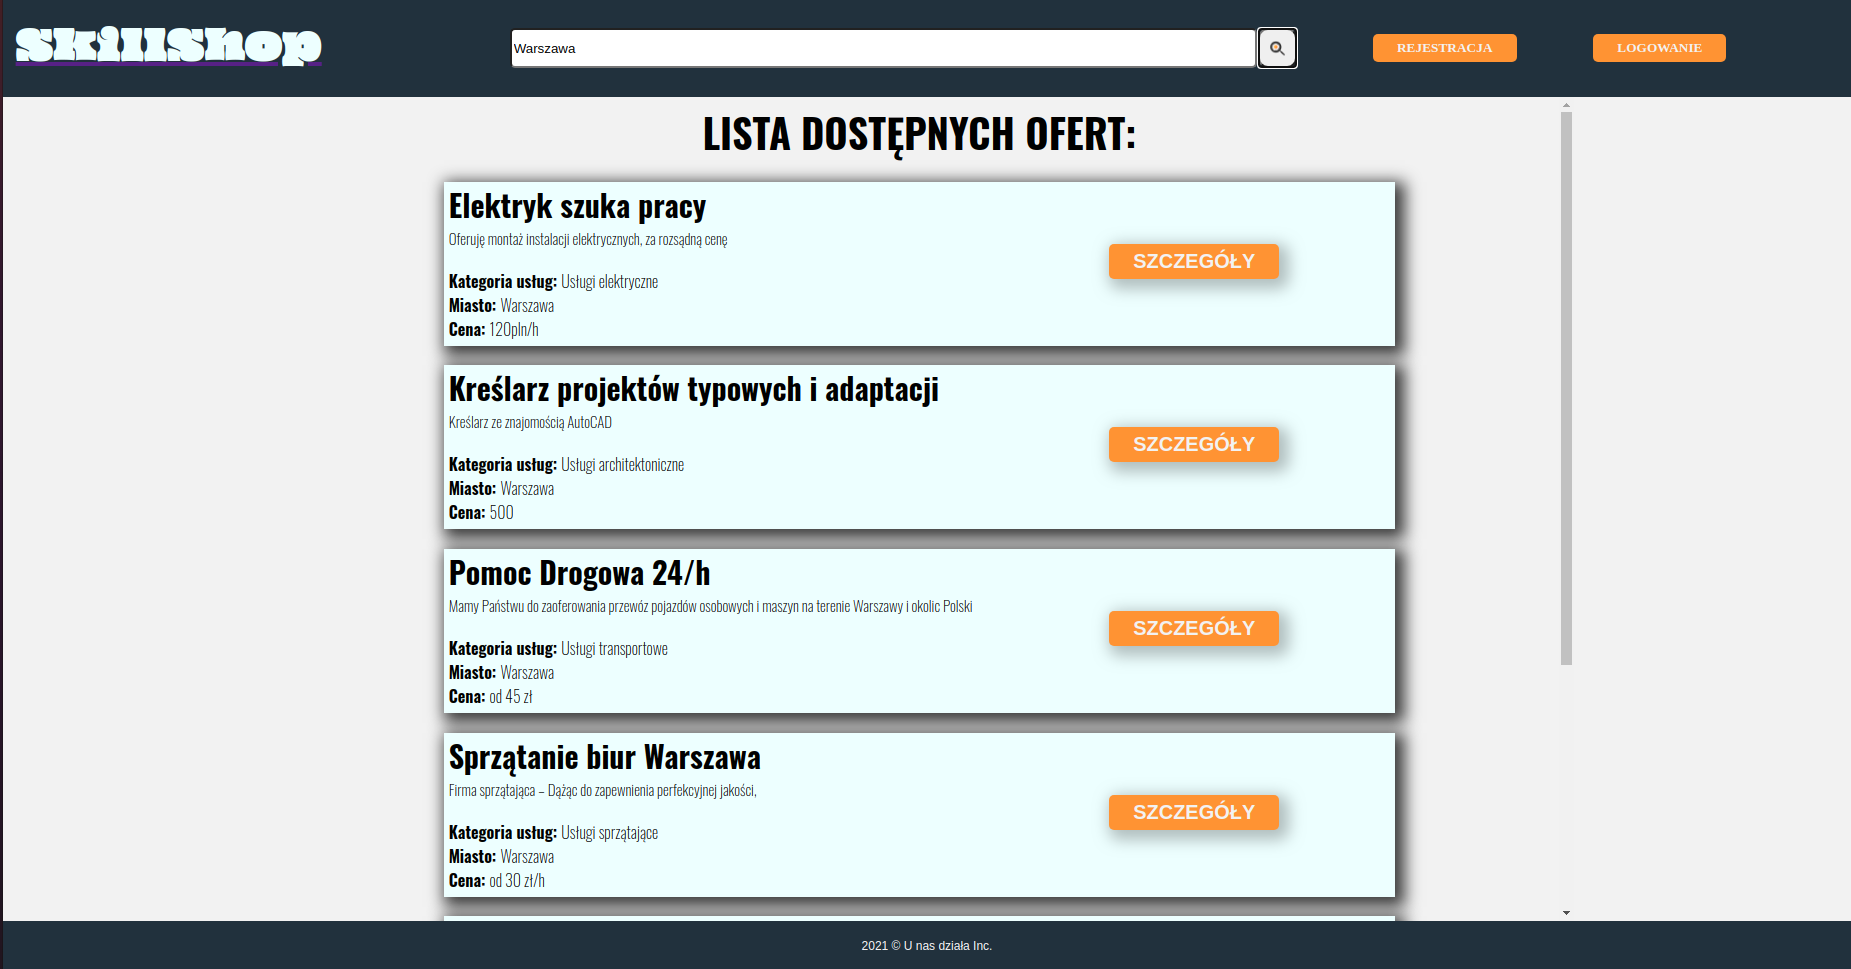 SkillShop
Warszawa
REJESTRACJA
LOGOWANIE
LISTA DOSTĘPNYCH OFERT:
Elektryk szuka pracy
Oferuję montaż instalacji elektrycznych, za rozsądną cenę
Kategoria usług: Usługi elektryczne
Miasto: Warszawa
Cena: 120pln/h
SZCZEGÓŁY
Kreślarz projektów typowych i adaptacji
Kreślarz ze znajomością AutoCAD
Kategoria usług: Usługi architektoniczne
Miasto: Warszawa
Cena: 500
SZCZEGÓŁY
Pomoc Drogowa 24/h
Mamy Państwu do zaoferowania przewóz pojazdów osobowych i maszyn na terenie Warszawy i okolic Polski
Kategoria usług: Usługi transportowe
Miasto: Warszawa
Cena: od 45 zł
SZCZEGÓŁY
Sprzątanie biur Warszawa
Firma sprzątająca – Dążąc do zapewnienia perfekcyjnej jakości,
Kategoria usług: Usługi sprzątające
Miasto: Warszawa
Cena: od 30 zł/h
SZCZEGÓŁY
2021 © U nas działa Inc.